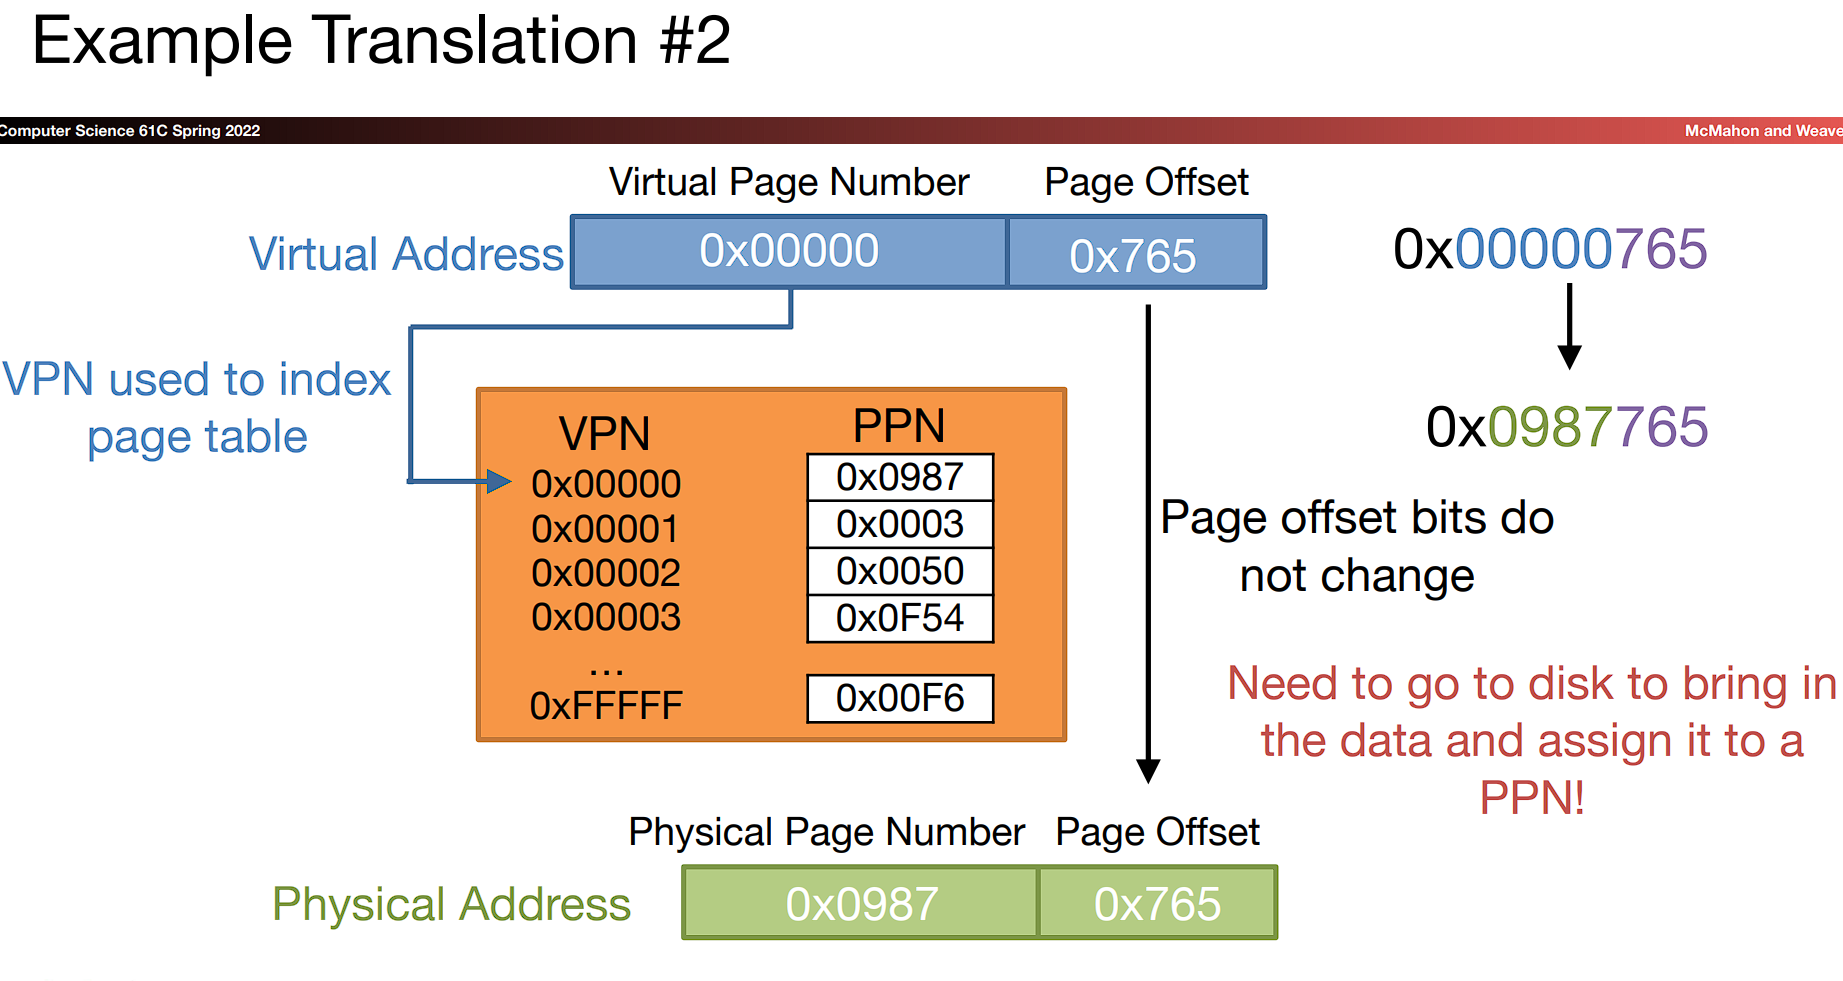 Example Translation #2
Computer Science 61C Spring 2022
McMahon and Weave
Virtual Page Number
Page Offset
Virtual Address
0x00000
0x765
0x00000765
VPN used to index
page table
VPN
PPN
0x00000
0x0987
0x00001
0x0003
0x00002
0x0050
0x00003
0x0F54
...
0xFFFFF
0x00F6
0x0987765
Page offset bits do
not change
Need to go to disk to bring in
the data and assign it to a
PPN!
Physical Page Number
Page Offset
Physical Address
0x0987
0x765